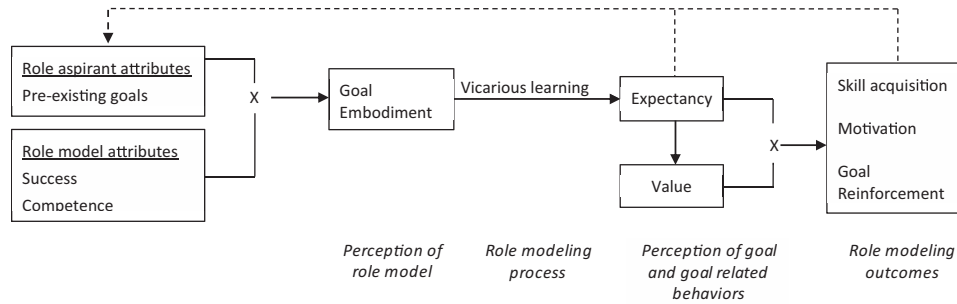 Role aspirant attributes
Pre-existing goals
X
Role model attributes
Success
Competence
Goal
Embodiment
Vicarious learning
Expectancy
Value
X
Skill acquisition
Motivation
Goal
Reinforcement
Perception of
role model
Role modeling
process
Perception of goal
and goal related
behaviors
Role modeling
outcomes